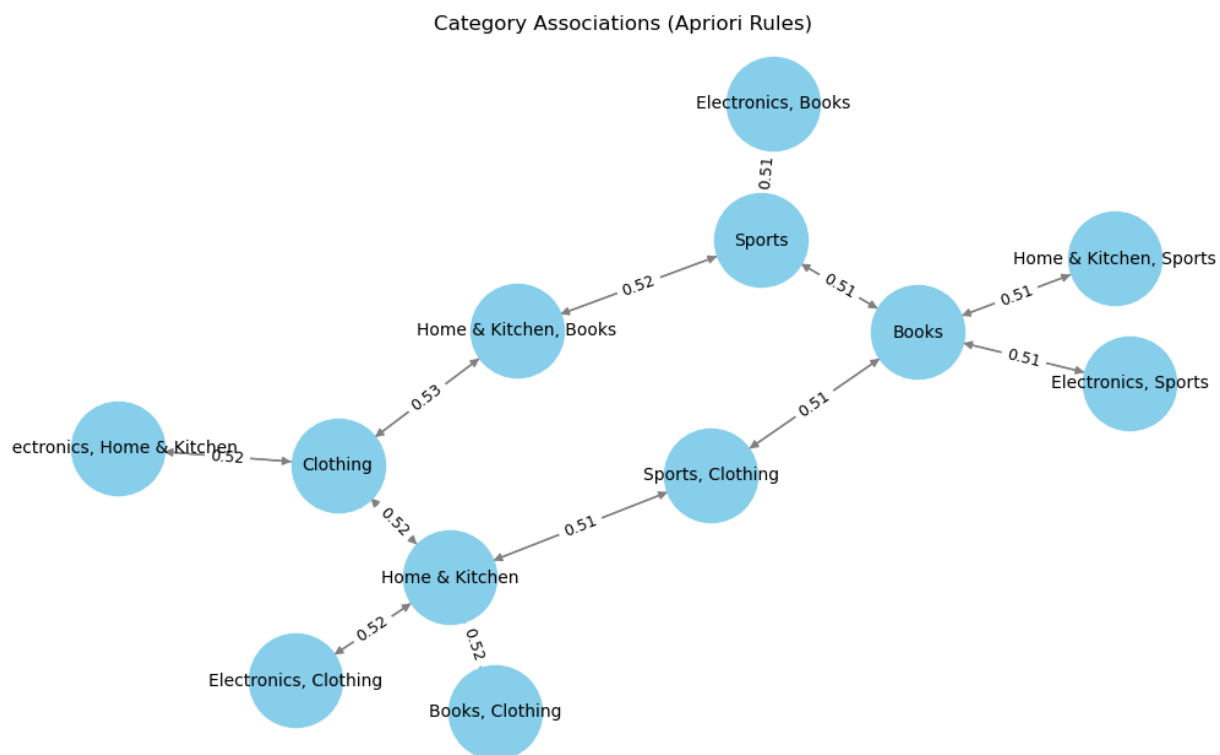 Category Associations (Apriori Rules)
Electronics, Books
0.51
Sports
Home & Kitchen, Sports
0.51
0.51
0.52
Home & Kitchen, Books
Books
0.51
Electronics, Sports
0.53
0.51
ectronics, Home & Kitchen
0.52
Clothing
Sports, Clothing
0.52
0.51
Home & Kitchen
0.52
0.52
Electronics, Clothing
Books, Clothing